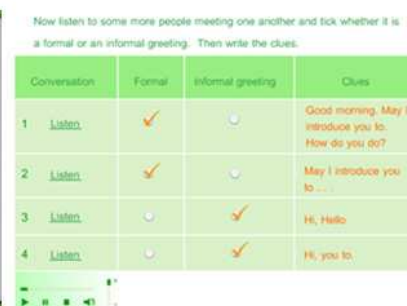 Now listen to some more people meeting one another and tick whether it is
a formal or an informal greeting. Then write the clues.
Conversation Formal Informal greeting Clues
1 Listen Good morning. May I
introduce you to.
How do you do?
2 Listen May I introduce you
to . . .
3 Listen Hi, Hello
4 Listen Hi, you to.